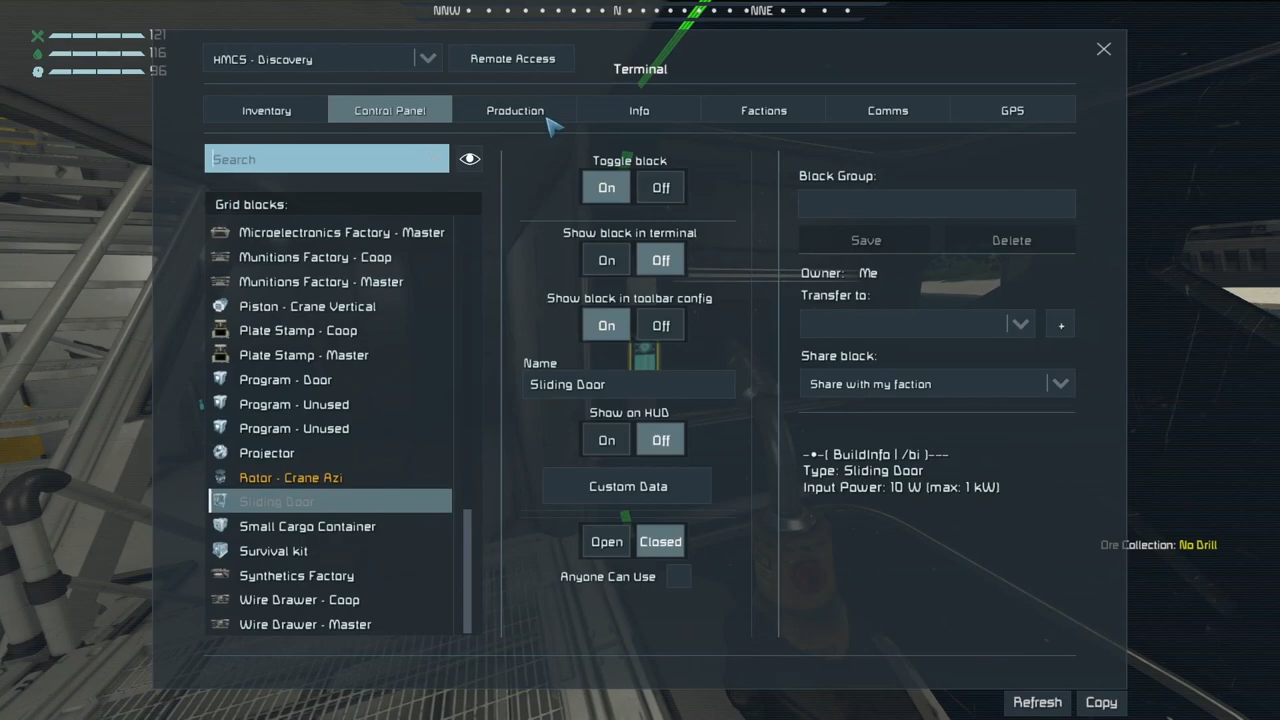 NNW N NNE
121
116
96
HMCS - Discovery
Remote Access
Terminal
Inventory
Control Panel
Production
Info
Factions
Comms
GPS
Search
Grid blocks:
Microelectronics Factory - Master
Munitions Factory - Coop
Munitions Factory - Master
Piston - Crane Vertical
Plate Stamp - Coop
Plate Stamp - Master
Program - Door
Program - Unused
Program - Unused
Projector
Rotor - Crane Azi
Sliding Door
Small Cargo Container
Survival kit
Synthetics Factory
Wire Drawer - Coop
Wire Drawer - Master
Toggle block
On Off
Show block in terminal
On Off
Show block in toolbar config
On Off
Name
Sliding Door
Show on HUD
On Off
Custom Data
Open Closed
Anyone Can Use
Block Group:
Save Delete
Owner: Me
Transfer to:
+
Share block:
Share with my faction
-•-( BuildInfo | /bi )---
Type: Sliding Door
Input Power: 10 W (max: 1 kW)
Ore Collection: No Drill
Refresh Copy